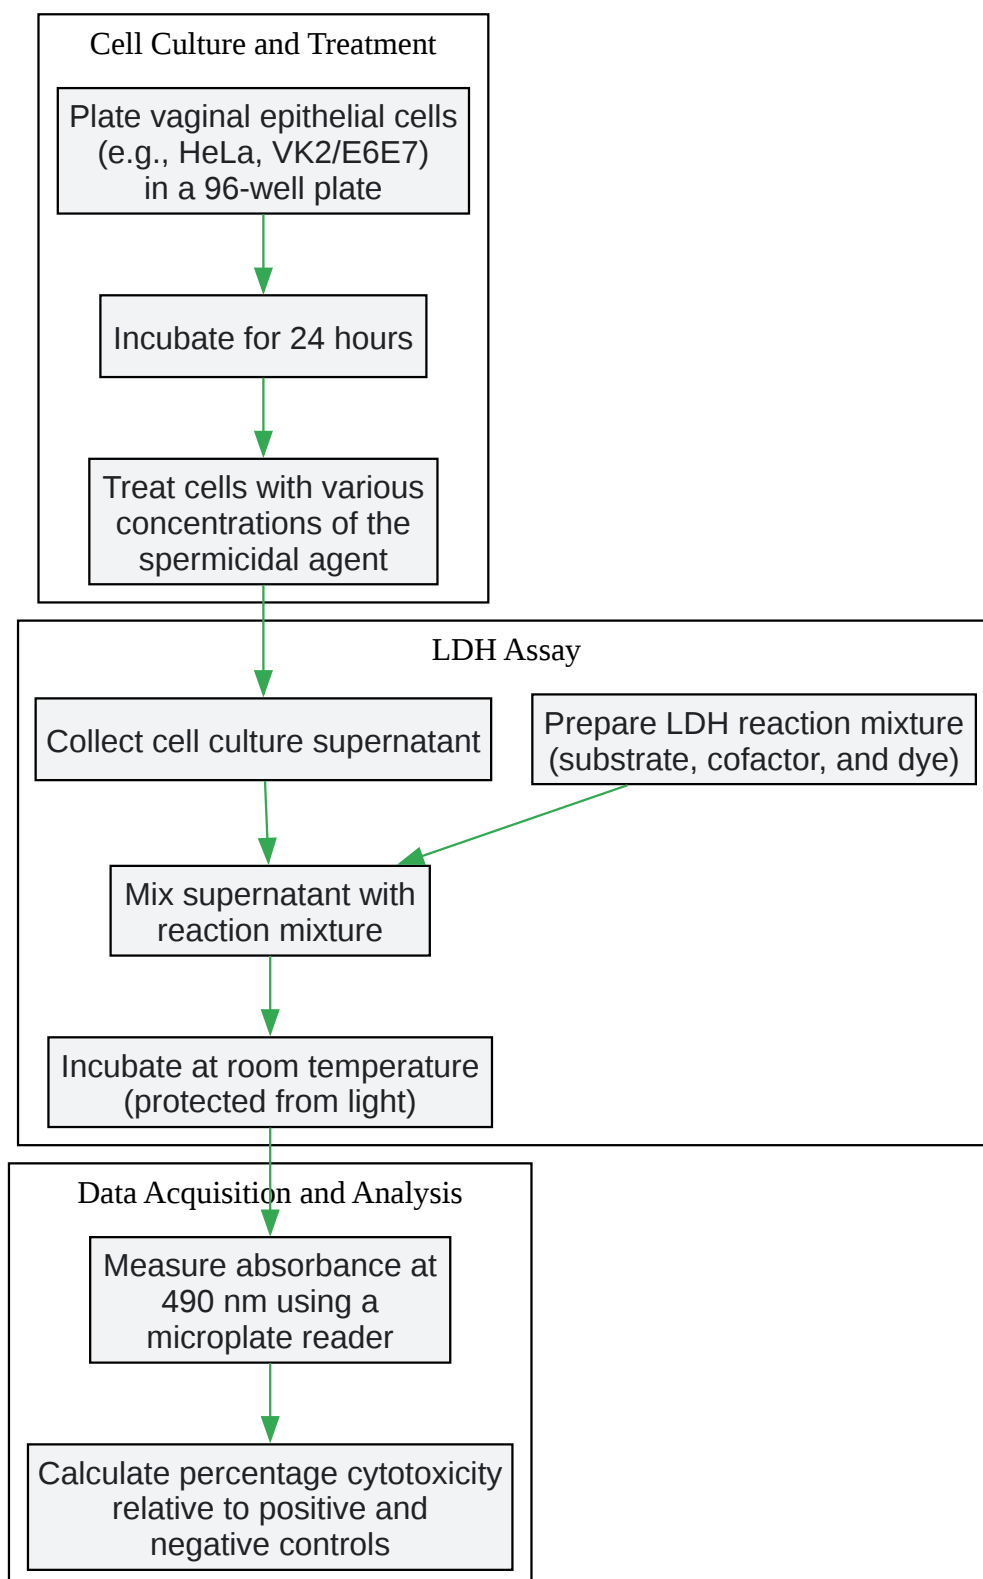 Cell Culture and Treatment
Plate vaginal epithelial cells
(e.g., HeLa, VK2/E6E7)
in a 96-well plate
Incubate for 24 hours
Treat cells with various
concentrations of the
spermicidal agent
LDH Assay
Collect cell culture supernatant
Prepare LDH reaction mixture
(substrate, cofactor, and dye)
Mix supernatant with
reaction mixture
Incubate at room temperature
(protected from light)
Data Acquisition and Analysis
Measure absorbance at
490 nm using a
microplate reader
Calculate percentage cytotoxicity
relative to positive and
negative controls